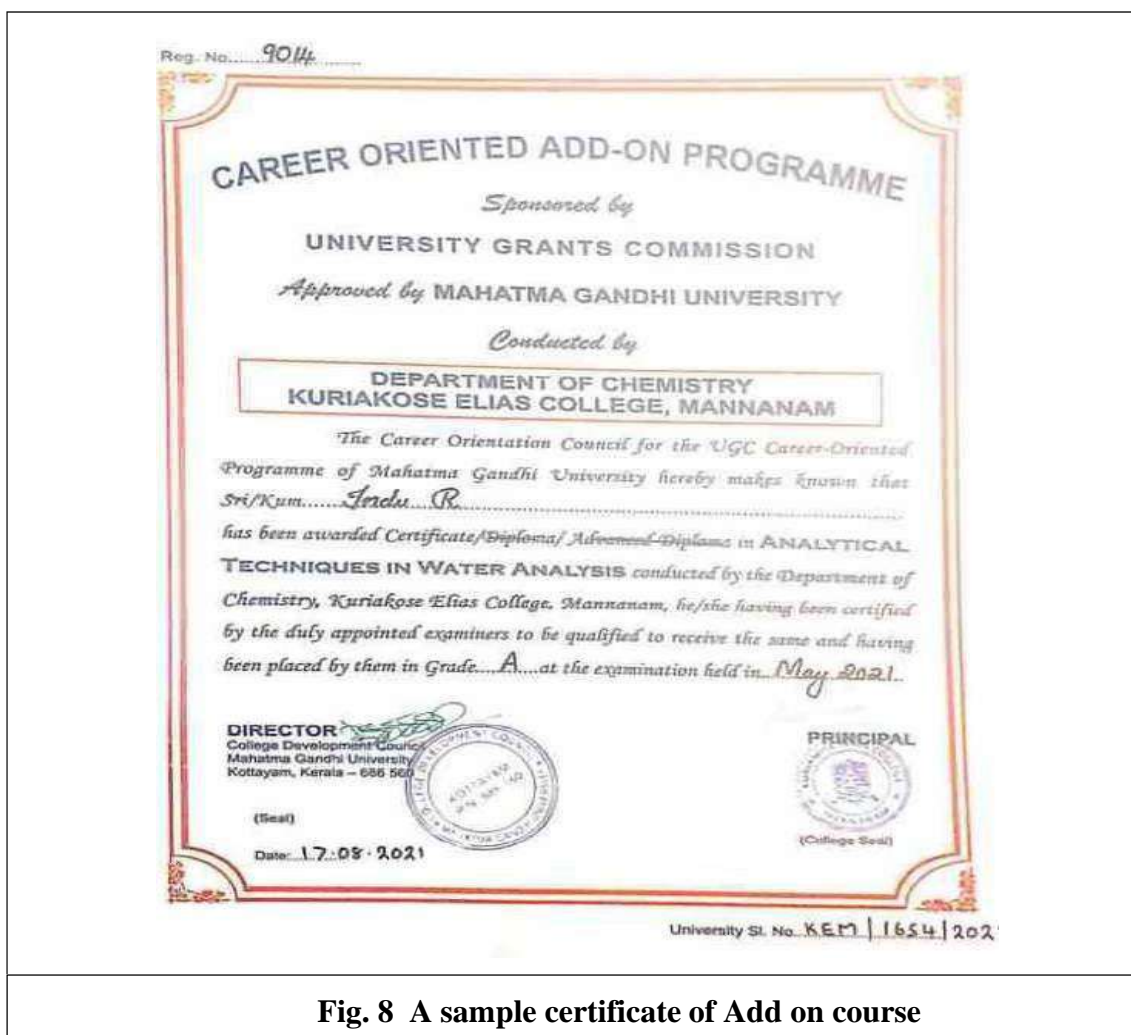 Reg. No......9014
CAREER ORIENTED ADD-ON PROGRAMME
Sponsored by
UNIVERSITY GRANTS COMMISSION
Approved by MAHATMA GANDHI UNIVERSITY
Conducted by
DEPARTMENT OF CHEMISTRY
KURIAKOSE ELIAS COLLEGE, MANNANAM
The Career Orientation Council for the UGC Career-Oriented
Programme of Mahatma Gandhi University hereby makes known that
Sri/Kum...... R
has been awarded Certificate/Diploma/ Advanced Diploma in ANALYTICAL
TECHNIQUES IN WATER ANALYSIS conducted by the Department of
Chemistry, Kuriakose Elias College, Mannanam, he/she having been certified
by the duly appointed examiners to be qualified to receive the same and having
been placed by them in Grade....A....at the examination held in May 2021
DIRECTOR
College Development Council
Mahatma Gandhi University
Kottayam, Kerala – 686 560
PRINCIPAL
KOTTAYAM
(Seal)
(College Seal)
Date: 17.08.2021
University Sl. No. KEM | 1654 | 202
Fig. 8 A sample certificate of Add on course